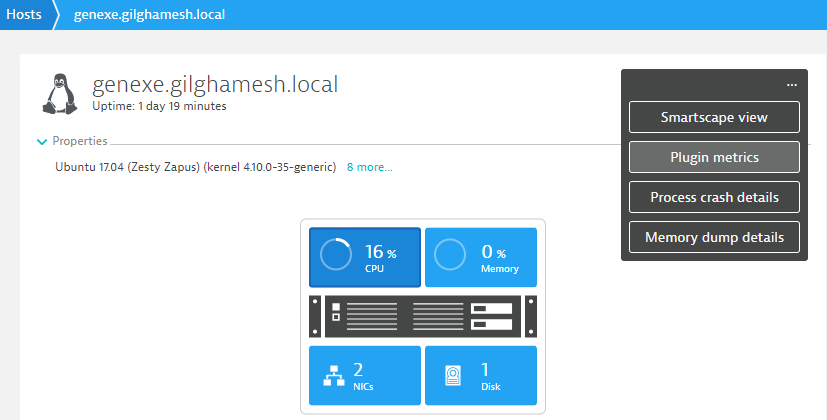 Hosts
genexe.gilghamesh.local
genexe.gilghamesh.local
Uptime: 1 day 19 minutes
...
Smartscape view
Plugin metrics
Process crash details
Memory dump details
Properties
Ubuntu 17.04 (Zesty Zapus) (kernel 4.10.0-35-generic) 8 more...
16 %
CPU
0 %
Memory
2
NICs
1
Disk